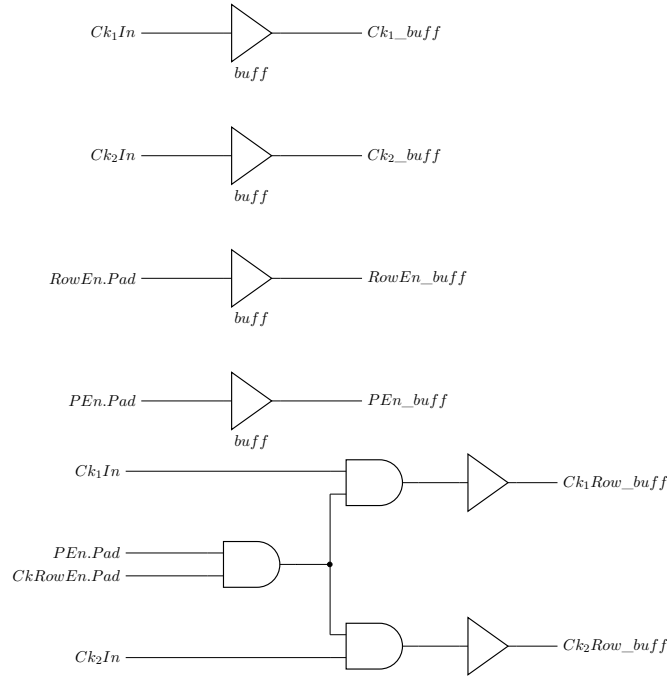 Ck₁In
Ck₁_buff
buff
Ck₂In
Ck₂_buff
buff
RowEn.Pad
RowEn_buff
buff
PEn.Pad
PEn_buff
buff
Ck₁In
Ck₁Row_buff
PEn.Pad
CkRowEn.Pad
Ck₂In
Ck₂Row_buff